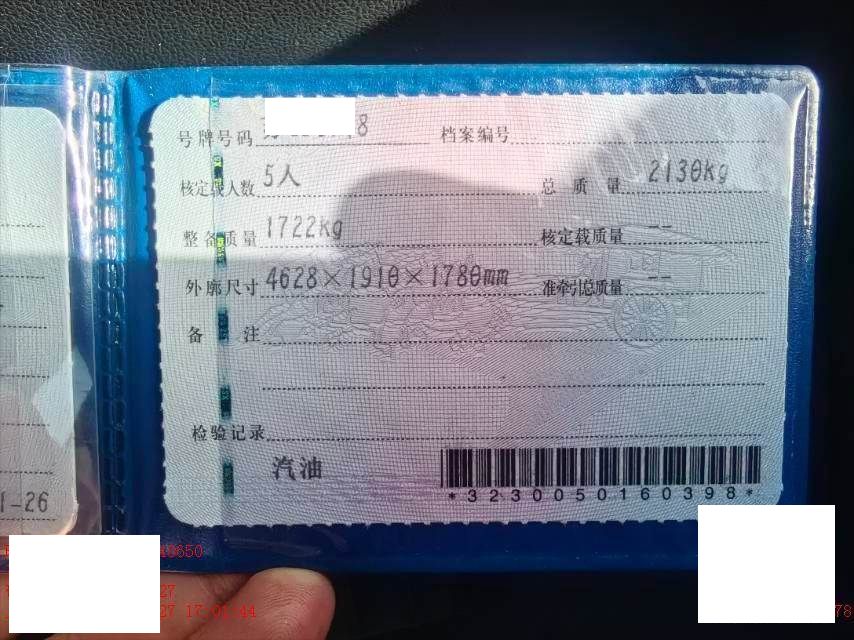 号牌号码 8 档案编号
核定载人数 5人 总质量 2130kg
整备质量 1722kg 核定载质量 --
外廓尺寸 4628×1910×1780mm 准牵引总质量 --
备注
检验记录
汽油
*3230050160398*
1-26
40650
27
27 17:01:44
78